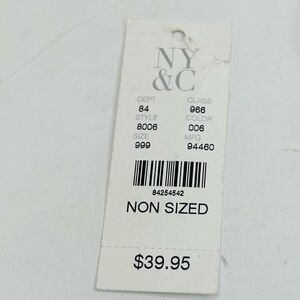 NY
&C
DEPT CLASS
84 966
STYLE COLOR
8006 006
SIZE MFG
999 94460
84254542
NON SIZED
$39.95